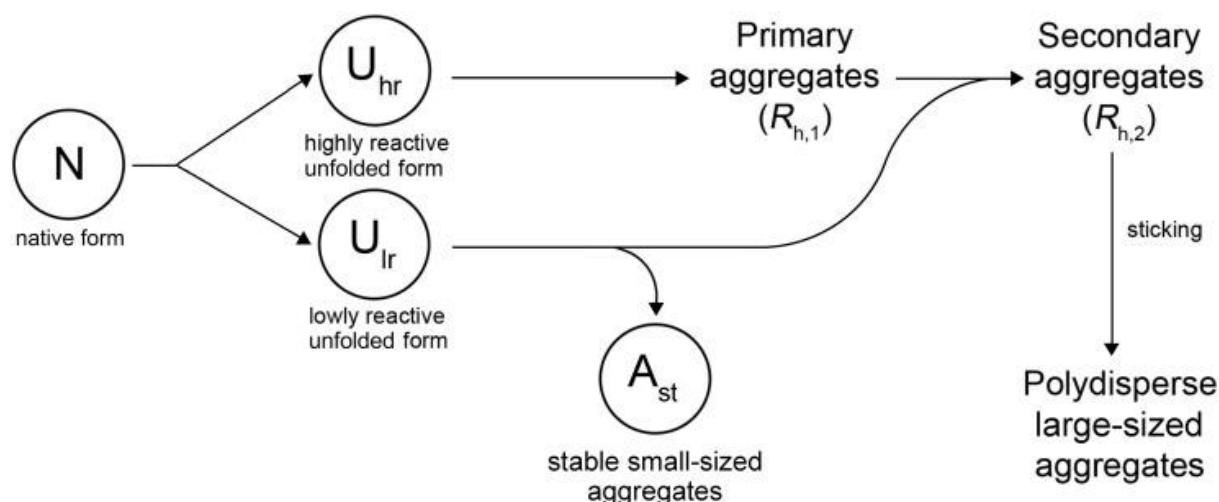 N
native form
U_hr
highly reactive
unfolded form
U_lr
lowly reactive
unfolded form
A_st
stable small-sized
aggregates
Primary
aggregates
(R_h,1)
Secondary
aggregates
(R_h,2)
sticking
Polydisperse
large-sized
aggregates